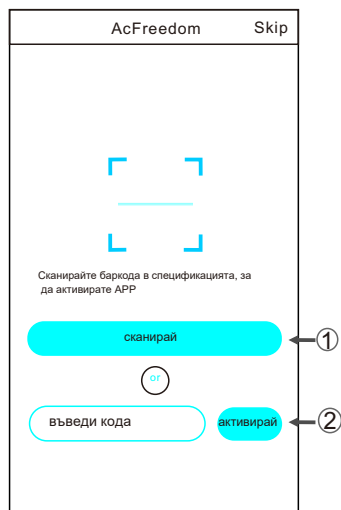 AcFreedom Skip
Сканирайте баркода в спецификацията, за
да активирате APP
сканирай
①
or
въведи кода
активирай
②